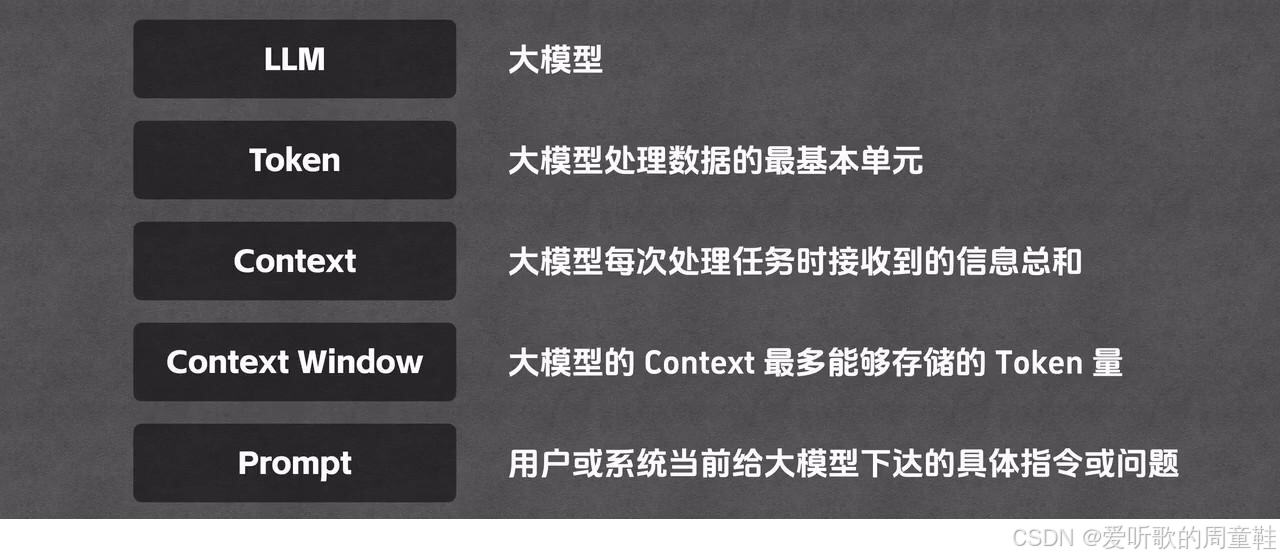 LLM 大模型
Token 大模型处理数据的最基本单元
Context 大模型每次处理任务时接收到的信息总和
Context Window 大模型的 Context 最多能够存储的 Token 量
Prompt 用户或系统当前给大模型下达的具体指令或问题
CSDN @爱听歌的周童鞋